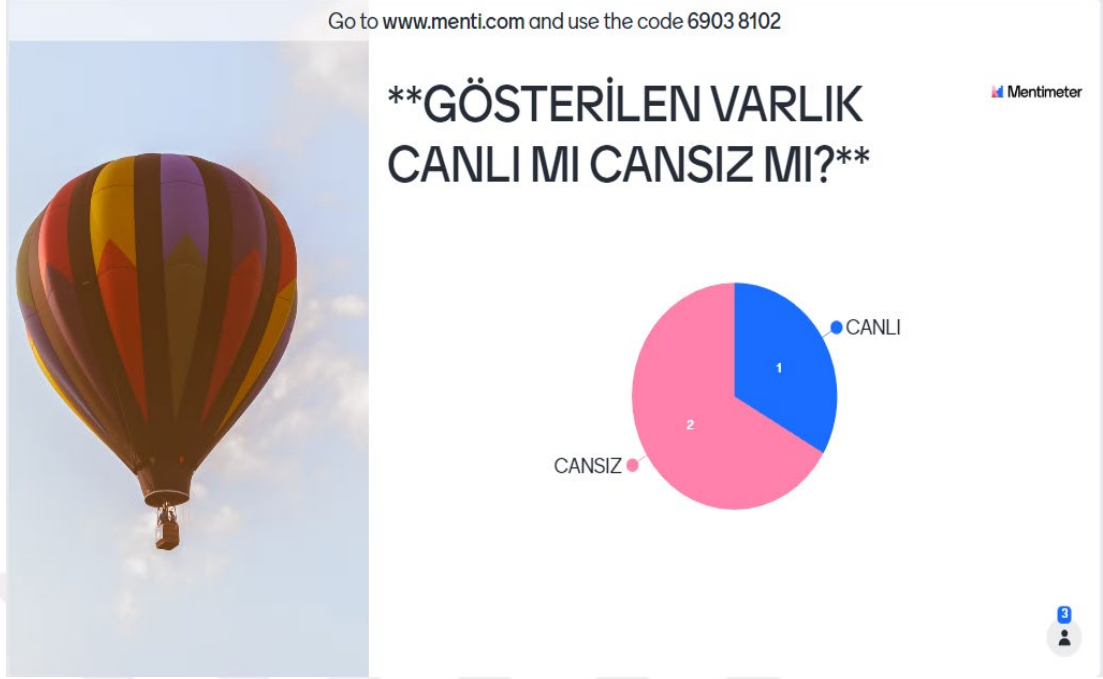 Go to www.menti.com and use the code 6903 8102
**GÖSTERİLEN VARLIK
CANLI MI CANSIZ MI?**
Mentimeter
CANLI
1
2
CANSIZ
3